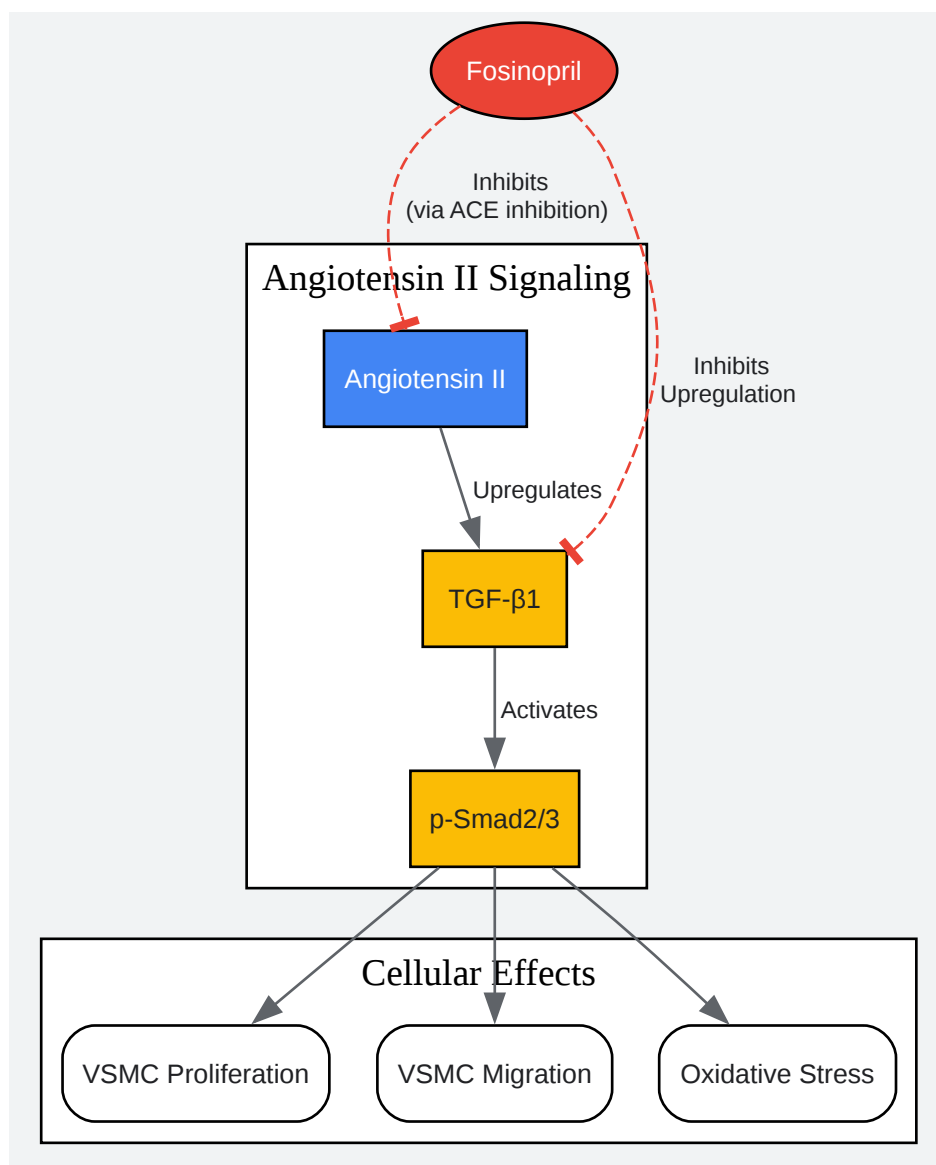 Fosinopril
Inhibits
(via ACE inhibition)
Angiotensin II Signaling
Angiotensin II
Inhibits
Upregulation
Upregulates
TGF-β1
Activates
p-Smad2/3
Cellular Effects
VSMC Proliferation
VSMC Migration
Oxidative Stress